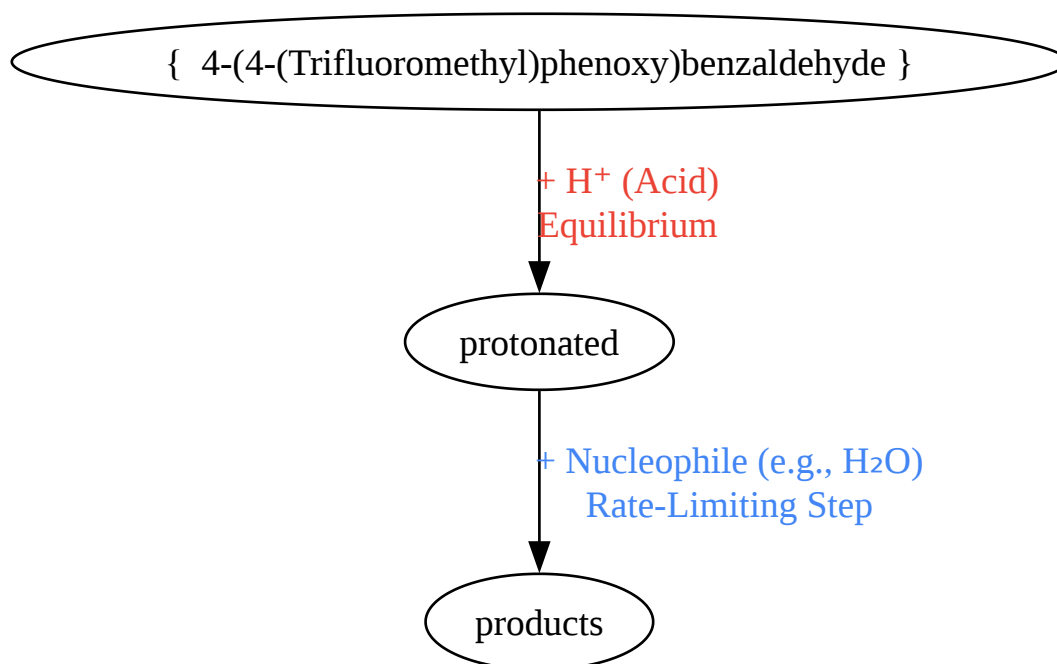 {  4-(4-(Trifluoromethyl)phenoxy)benzaldehyde }
+ H⁺ (Acid)
Equilibrium
protonated
+ Nucleophile (e.g., H₂O)
Rate-Limiting Step
products